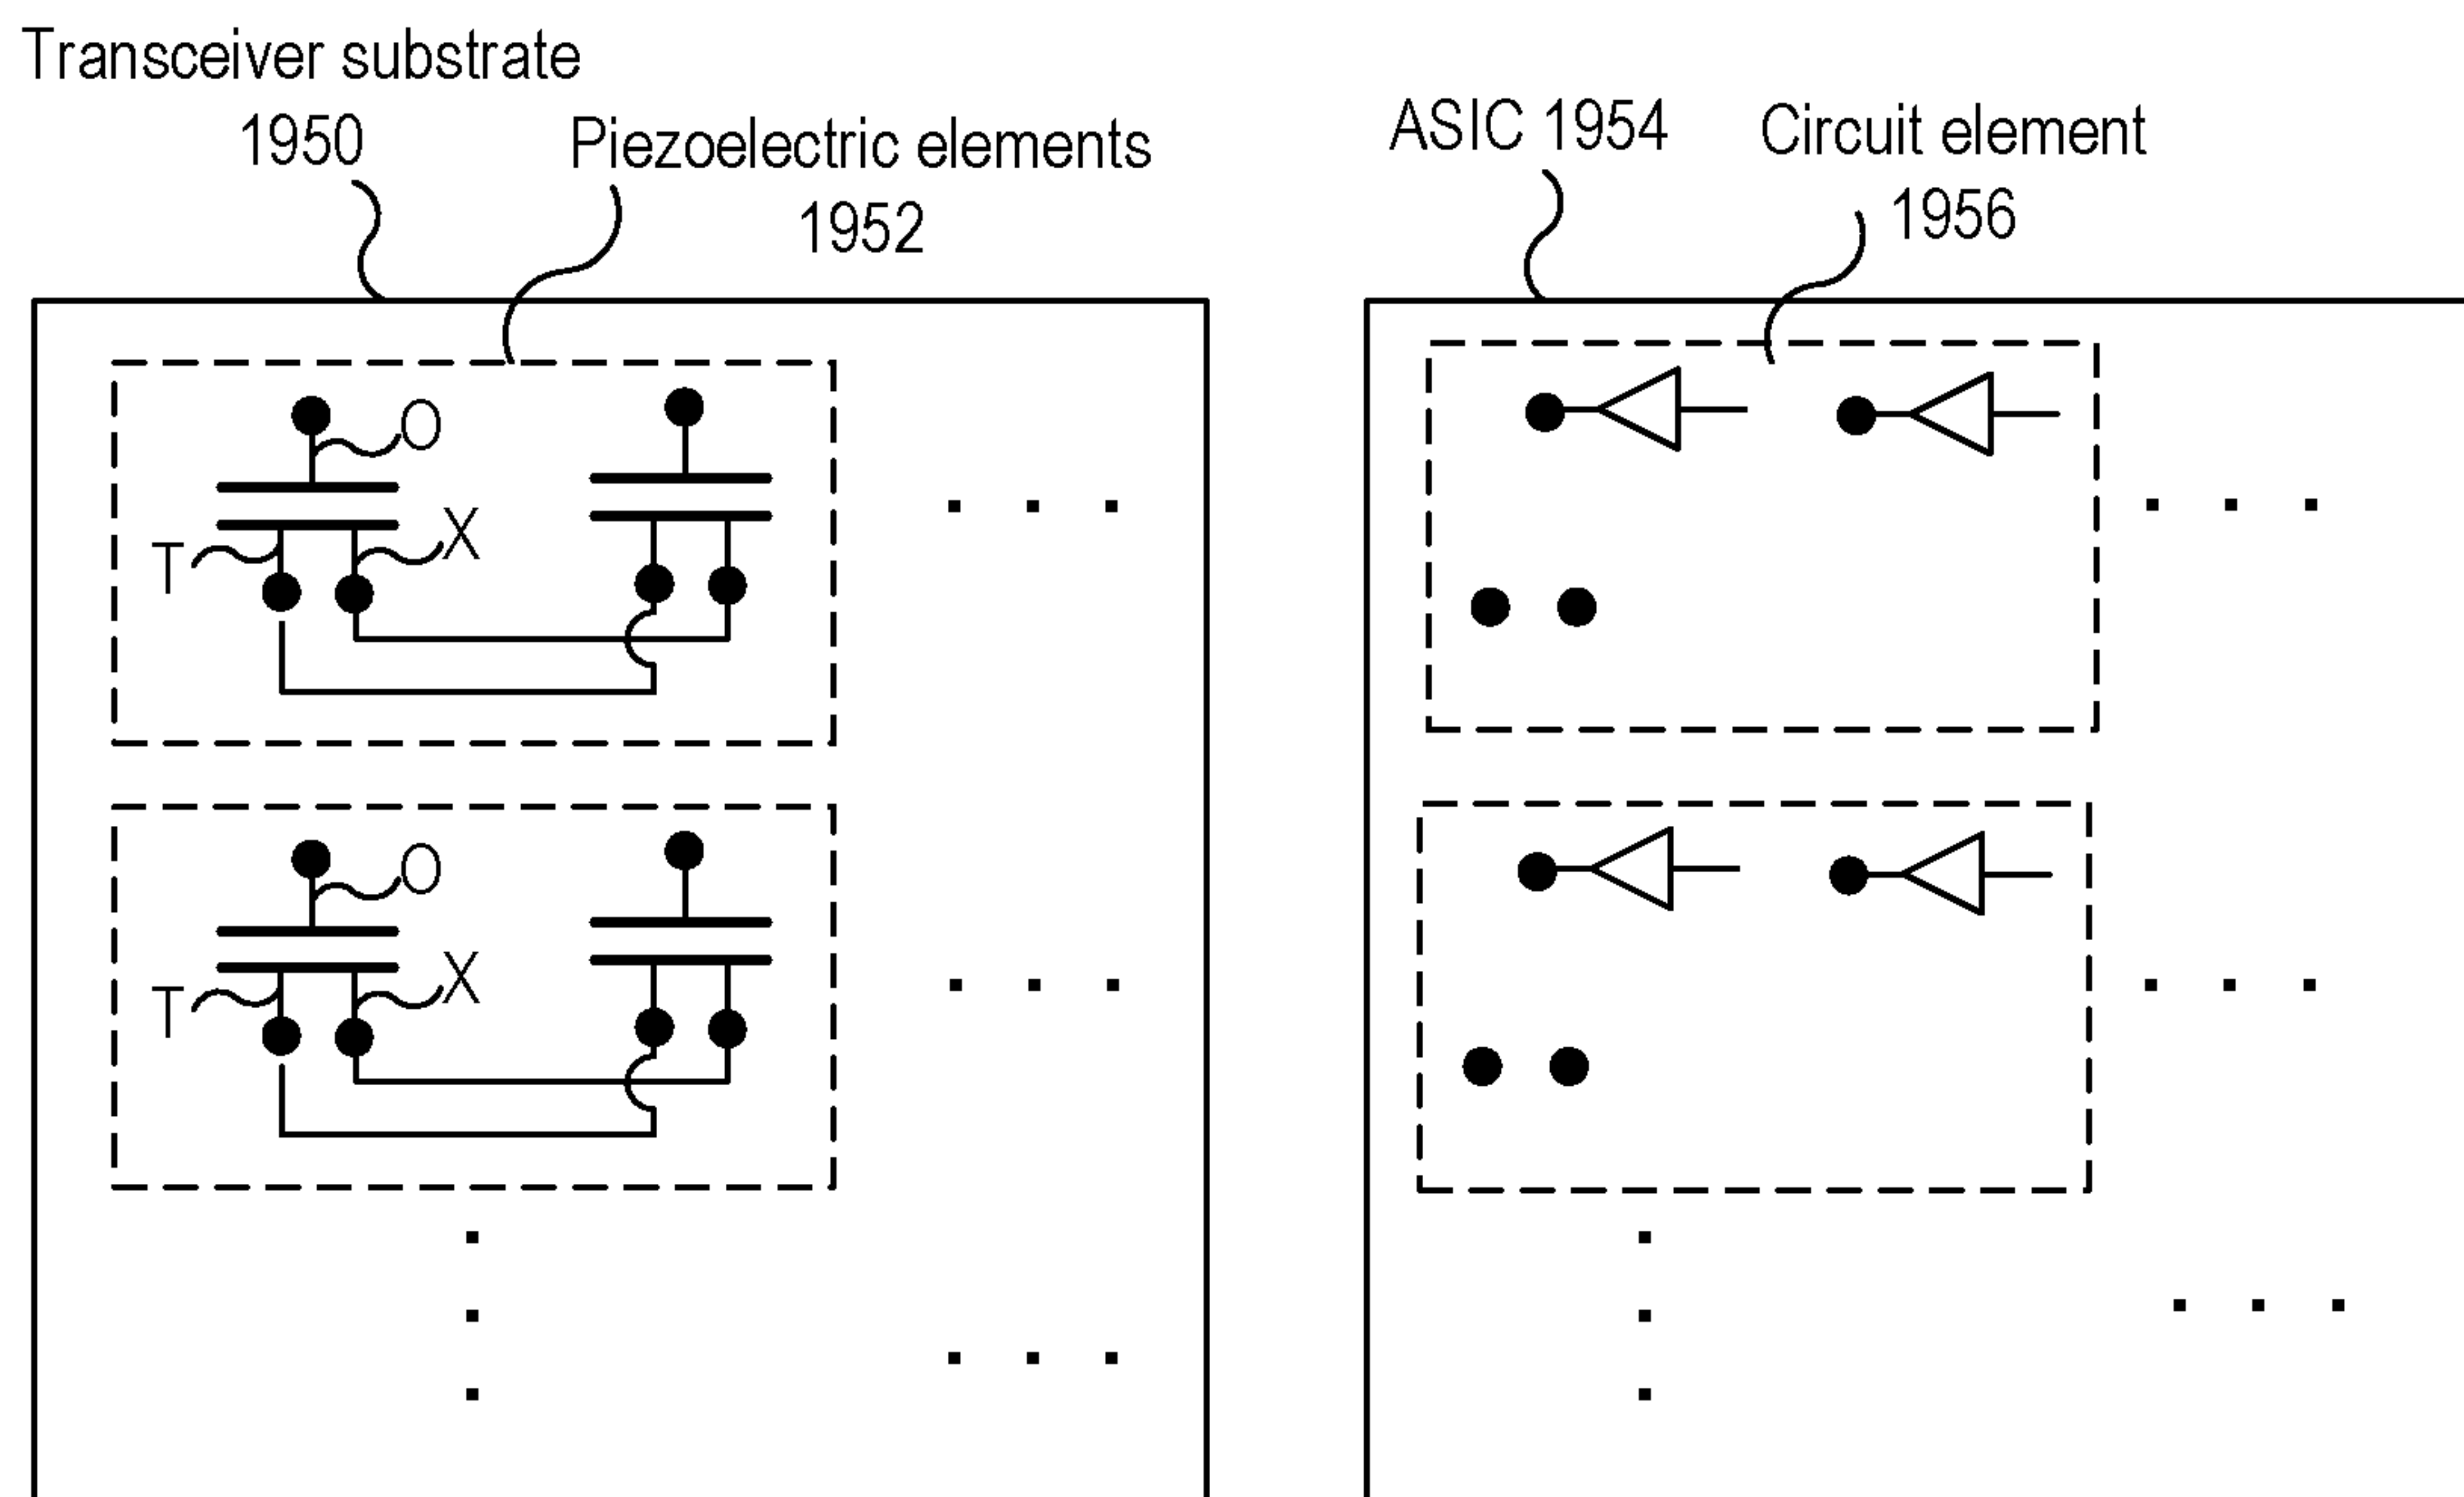 Transceiver substrate
1950
Piezoelectric elements
1952
ASIC 1954
Circuit element
1956
O
X
T
O
X
T